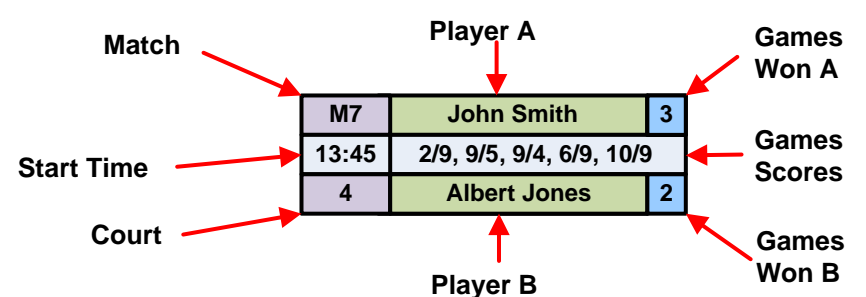 Player A
Match
Games
Won A
M7 John Smith 3
13:45 2/9, 9/5, 9/4, 6/9, 10/9
4 Albert Jones 2
Start Time
Games
Scores
Court
Games
Won B
Player B